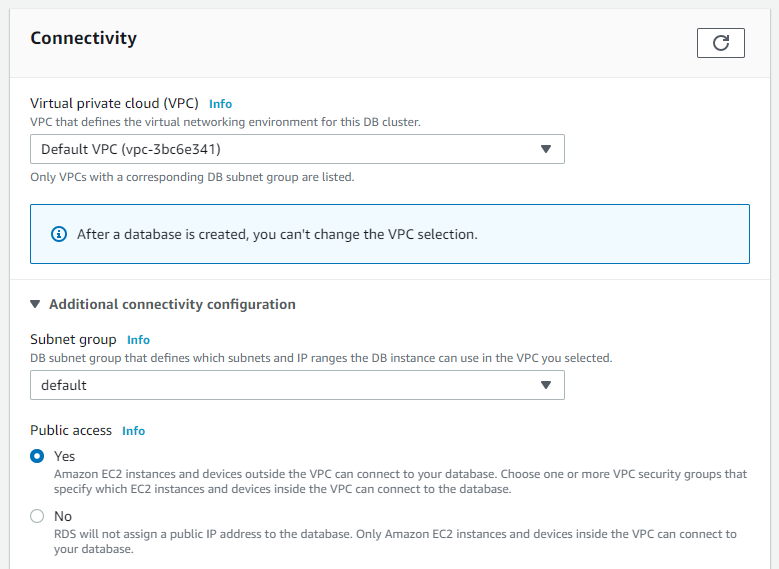 Connectivity
Virtual private cloud (VPC) Info
VPC that defines the virtual networking environment for this DB cluster.
Default VPC (vpc-3bc6e341)
Only VPCs with a corresponding DB subnet group are listed.
After a database is created, you can't change the VPC selection.
Additional connectivity configuration
Subnet group Info
DB subnet group that defines which subnets and IP ranges the DB instance can use in the VPC you selected.
default
Public access Info
Yes
Amazon EC2 instances and devices outside the VPC can connect to your database. Choose one or more VPC security groups that
specify which EC2 instances and devices inside the VPC can connect to the database.
No
RDS will not assign a public IP address to the database. Only Amazon EC2 instances and devices inside the VPC can connect to
your database.